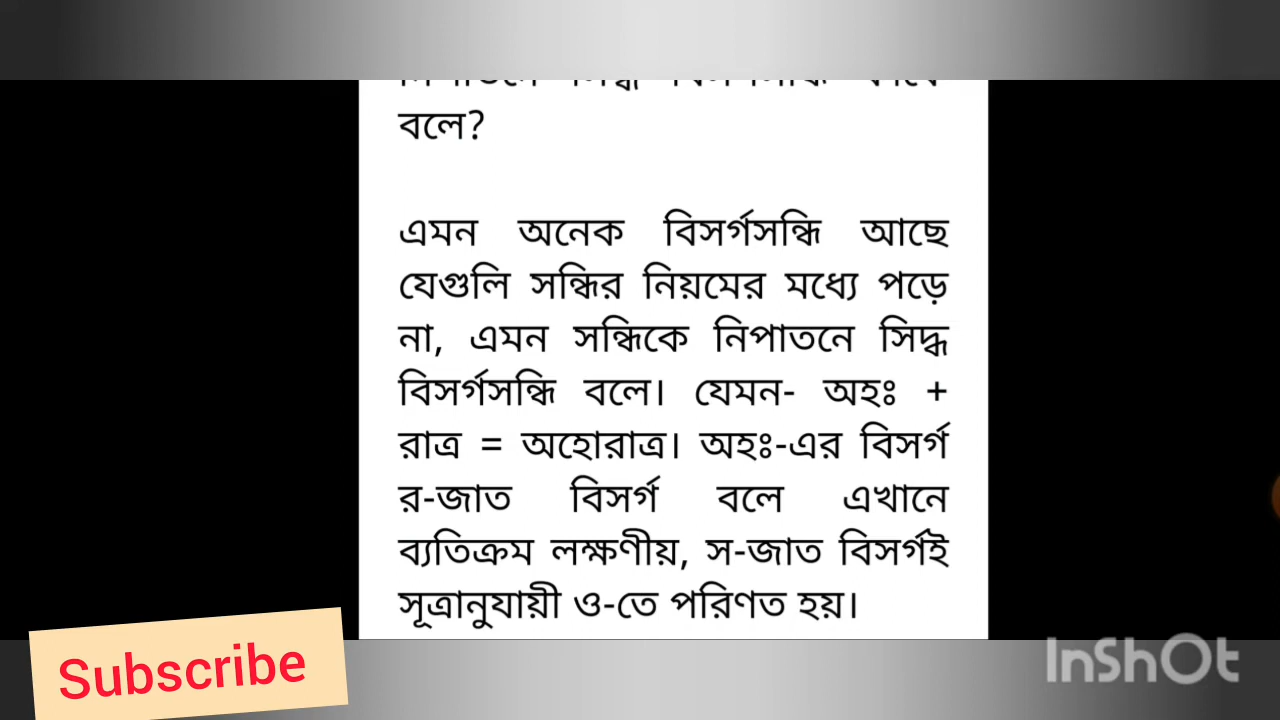 বলে?
এমন অনেক বিসর্গসন্ধি আছে
যেগুলি সন্ধির নিয়মের মধ্যে পড়ে
না, এমন সন্ধিকে নিপাতনে সিদ্ধ
বিসর্গসন্ধি বলে। যেমন- অহঃ +
রাত্র = অহোরাত্র। অহঃ-এর বিসর্গ
র-জাত বিসর্গ বলে এখানে
ব্যতিক্রম লক্ষণীয়, স-জাত বিসর্গই
সূত্রানুযায়ী ও-তে পরিণত হয়।
Subscribe
InShOt